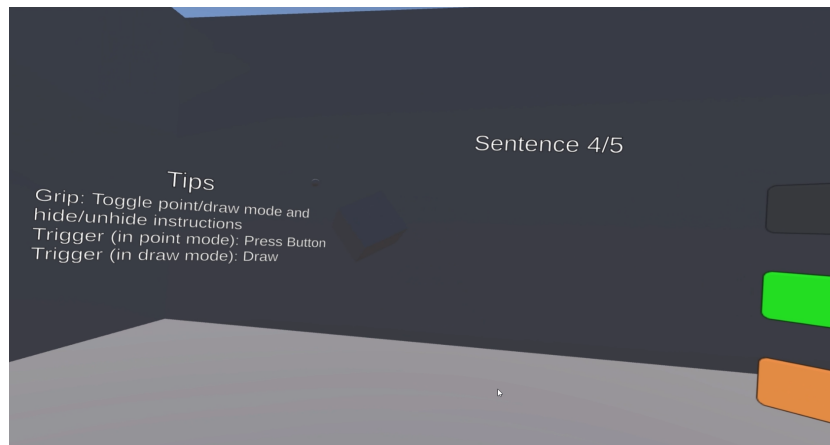 Sentence 4/5
Tips
Grip: Toggle point/draw mode and
hide/unhide instructions
Trigger (in point mode): Press Button
Trigger (in draw mode): Draw